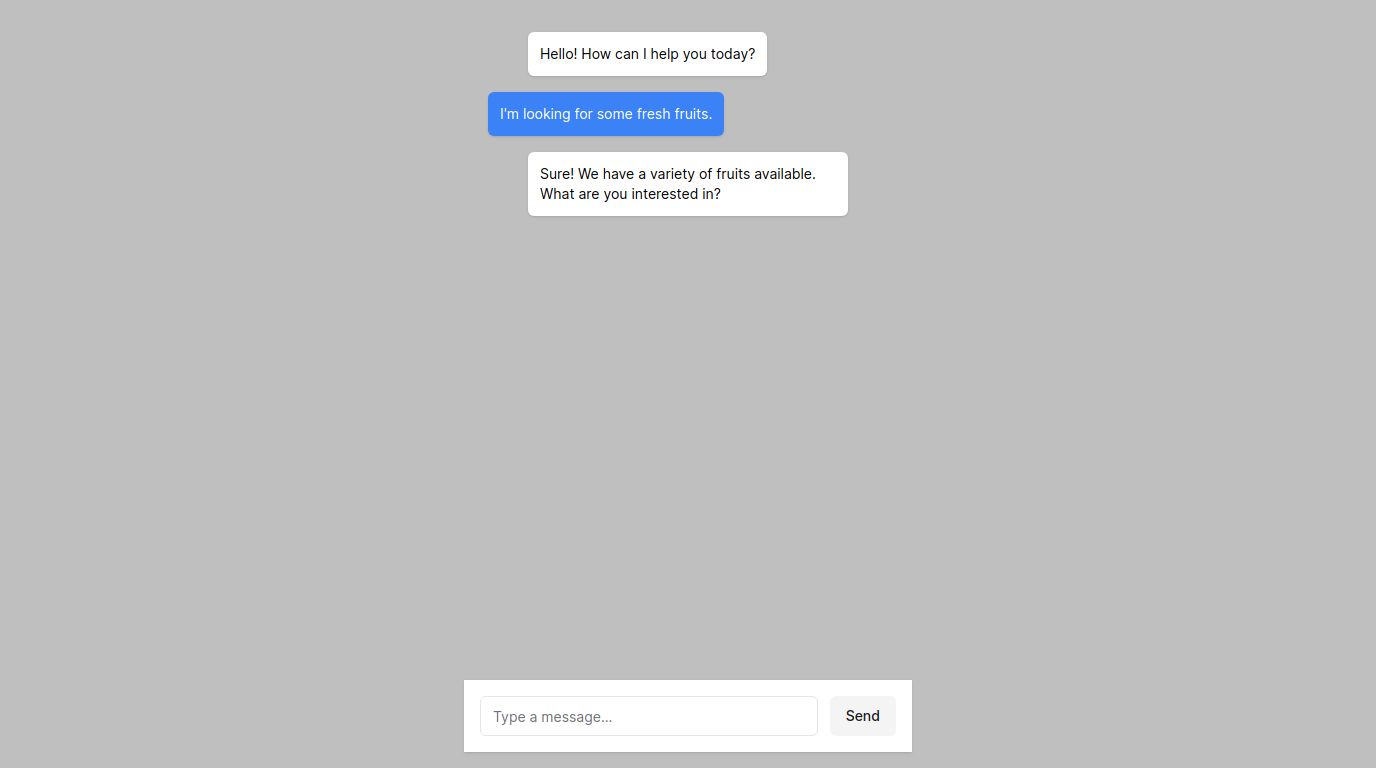 Hello! How can I help you today?
I'm looking for some fresh fruits.
Sure! We have a variety of fruits available.
What are you interested in?
Type a message...
Send